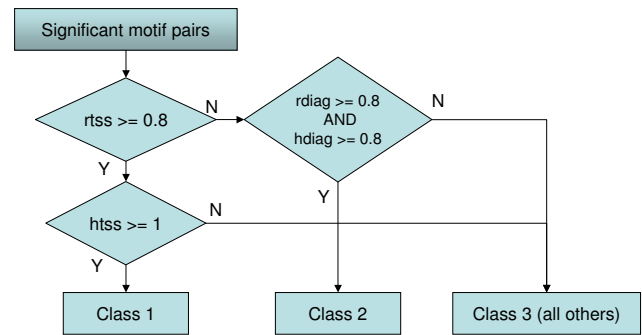 Significant motif pairs
rtss >= 0.8
N
rdiag >= 0.8
AND
hdiag >= 0.8
N
Y
Y
htss >= 1
N
Y
Class 1
Class 2
Class 3 (all others)